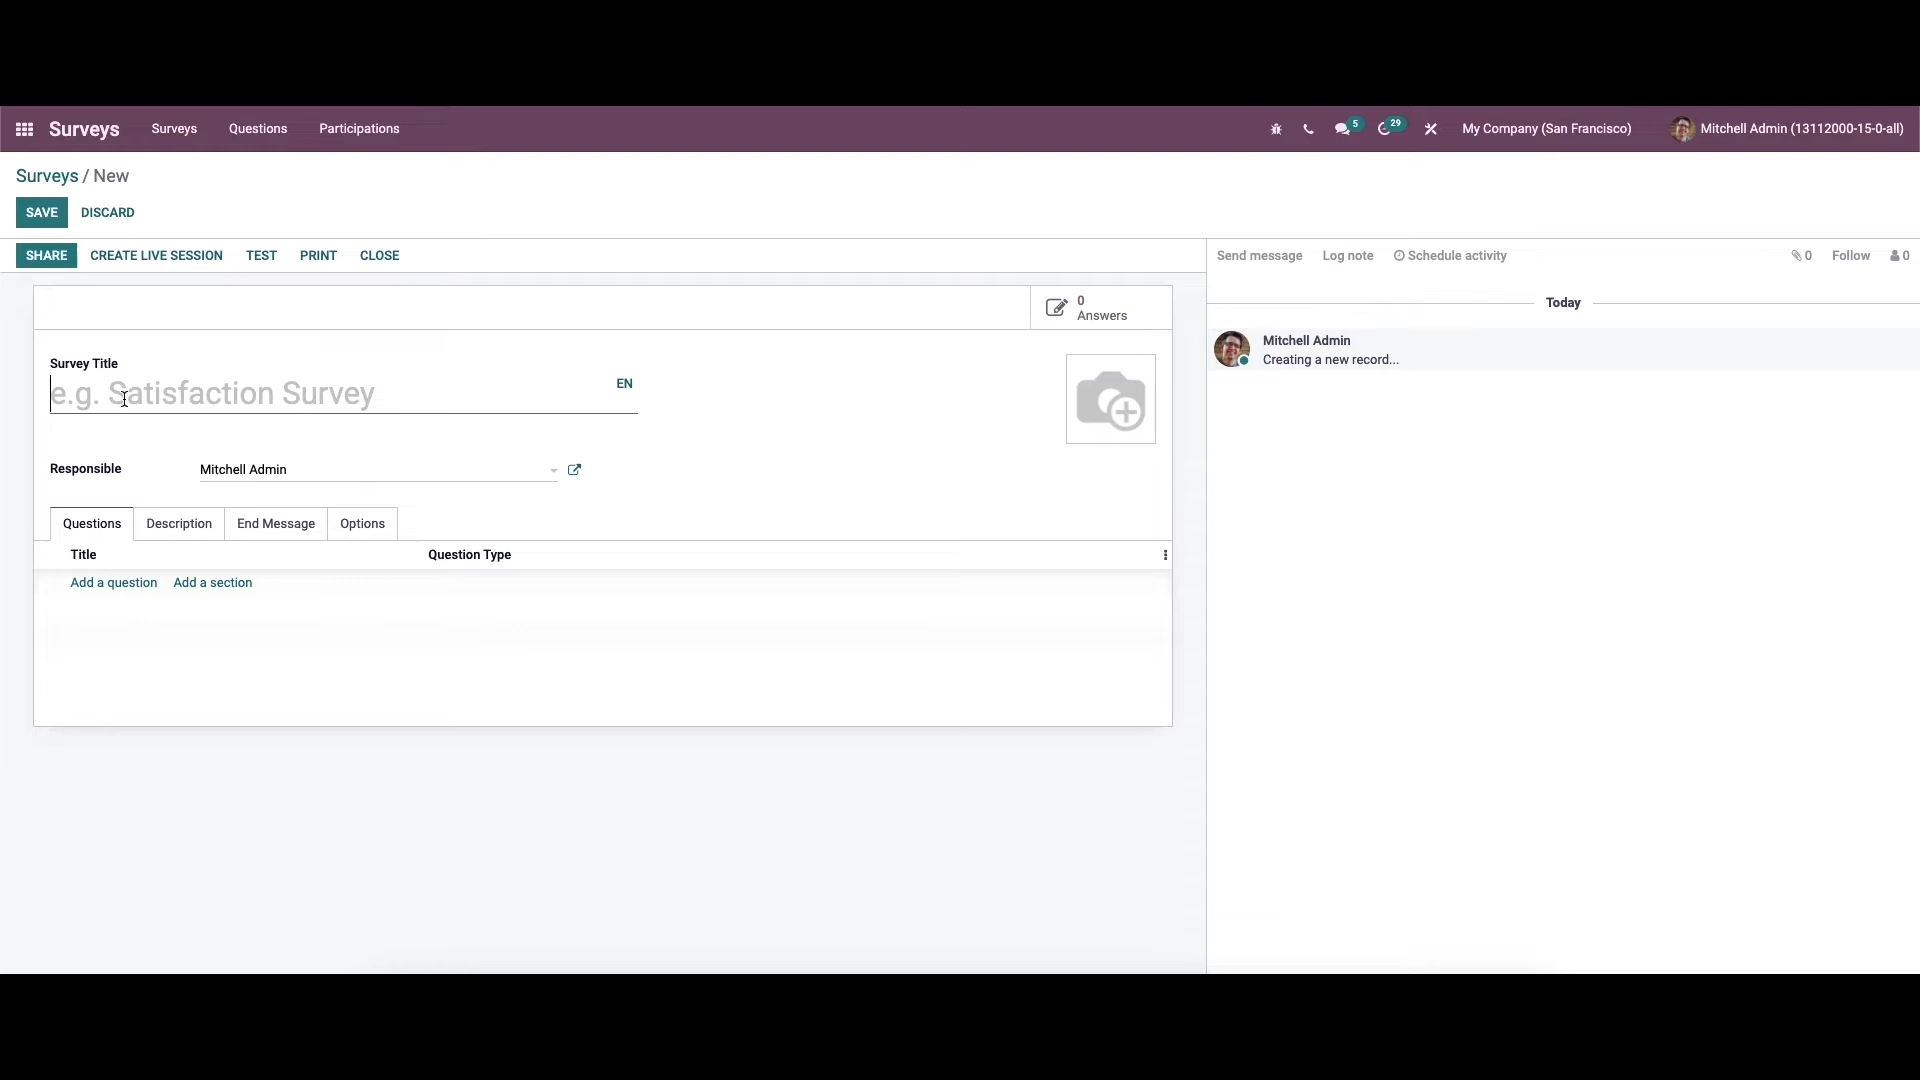 Surveys Surveys Questions Participations 5 29 My Company (San Francisco) Mitchell Admin (13112000-15-0-all)
Surveys / New
SAVE DISCARD
SHARE CREATE LIVE SESSION TEST PRINT CLOSE Send message Log note Schedule activity 0 Follow 0
0
Answers
Today
Mitchell Admin
Creating a new record...
Survey Title
e.g. Satisfaction Survey EN
Responsible Mitchell Admin
Questions Description End Message Options
Title Question Type
Add a question Add a section